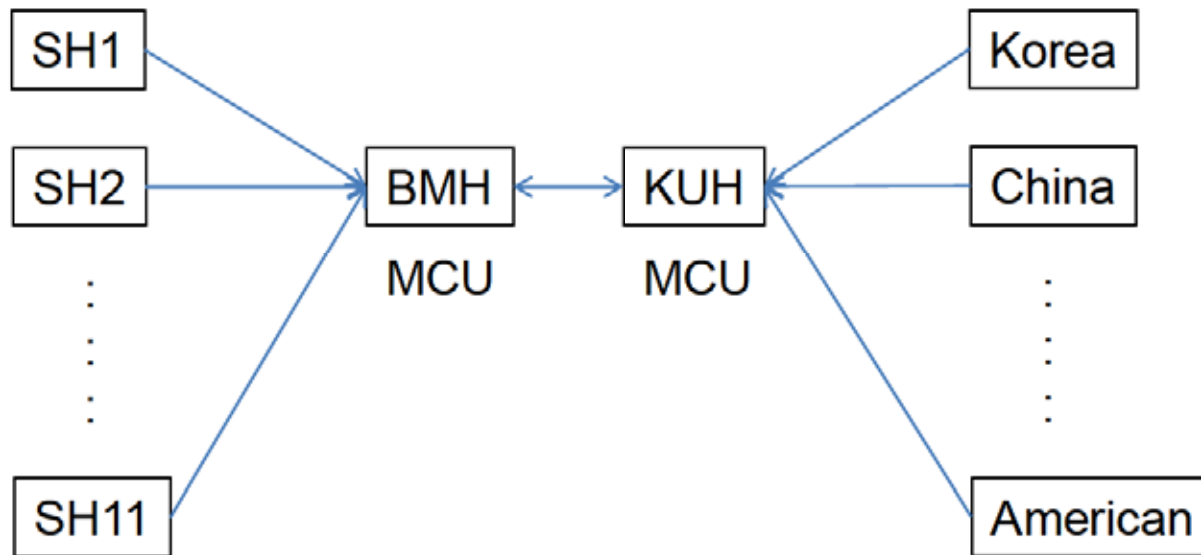 SH1
Korea
SH2
BMH
KUH
China
MCU
MCU
SH11
American